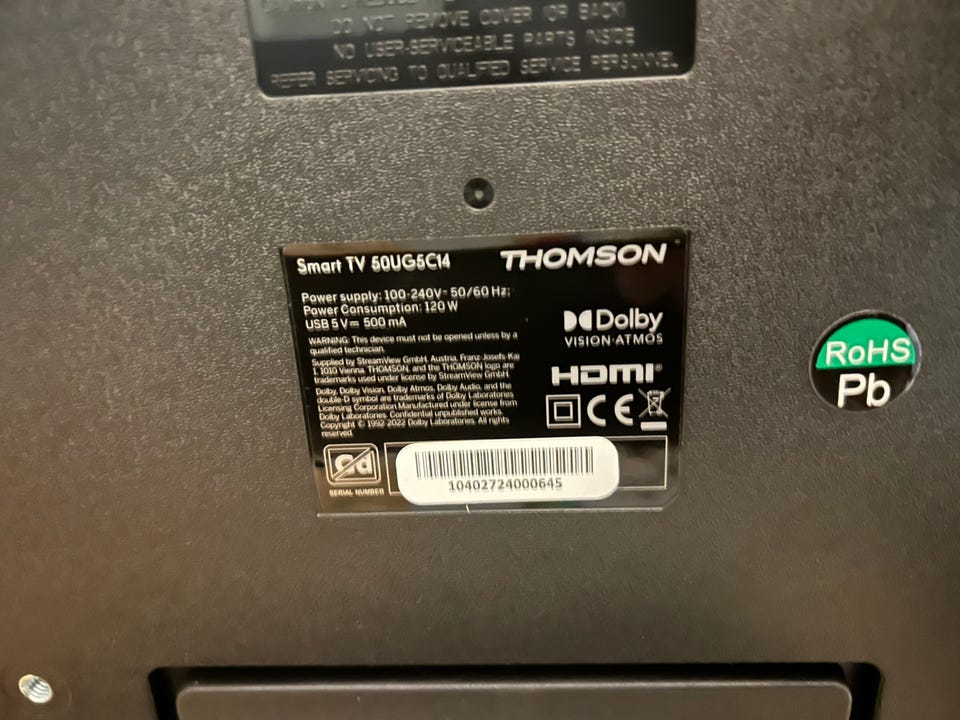 DO NOT REMOVE COVER (OR BACK)
NO USER-SERVICEABLE PARTS INSIDE
REFER SERVICING TO QUALIFIED SERVICE PERSONNEL
Smart TV 50UG5C14
THOMSON
Power supply: 100-240V~ 50/60 Hz;
Power Consumption: 120 W
USB 5 V⎓ 500 mA
WARNING: This device must not be opened unless by a
qualified technician.
Supplied by StreamView GmbH, Austria, Franz-Josefs-Kai
1, 1010 Vienna. THOMSON, and the THOMSON logo are
trademarks used under license by StreamView GmbH.
Dolby, Dolby Vision, Dolby Atmos, Dolby Audio, and the
double-D symbol are trademarks of Dolby Laboratories
Licensing Corporation Manufactured under license from
Dolby Laboratories. Confidential unpublished works.
Copyright © 1992-2022 Dolby Laboratories. All rights
reserved.
Dolby
VISION·ATMOS
HDMI®
CE
Cd
SERIAL NUMBER
10402724000645
RoHS
Pb